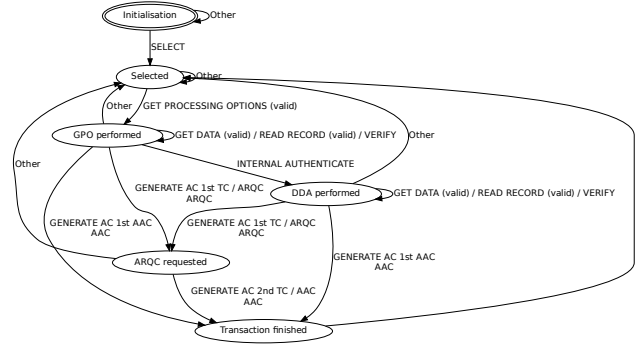 Initialisation
Other
SELECT
Selected
Other
Other
GET PROCESSING OPTIONS (valid)
GPO performed
GET DATA (valid) / READ RECORD (valid) / VERIFY
Other
Other
INTERNAL AUTHENTICATE
GENERATE AC 1st TC / ARQC
ARQC
DDA performed
GET DATA (valid) / READ RECORD (valid) / VERIFY
GENERATE AC 1st AAC
AAC
GENERATE AC 1st TC / ARQC
ARQC
ARQC requested
GENERATE AC 1st AAC
AAC
GENERATE AC 2nd TC / AAC
AAC
Transaction finished